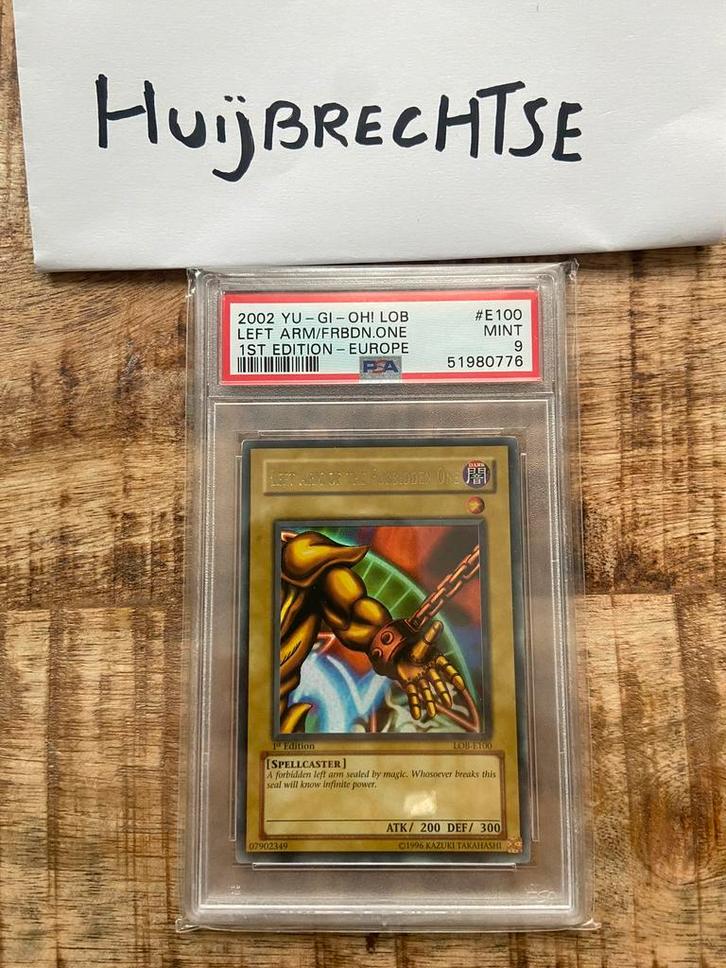 HuijBRECHTSE
2002 YU-GI-OH! LOB #E100
LEFT ARM/FRBDN.ONE MINT
1ST EDITION-EUROPE 9
PSA 51980776
LEFT ARM OF THE FORBIDDEN ONE
DARK
闇
1st Edition LOB-E100
[SPELLCASTER]
A forbidden left arm sealed by magic. Whosoever breaks this
seal will know infinite power.
ATK/ 200 DEF/ 300
07902349 ©1996 KAZUKI TAKAHASHI